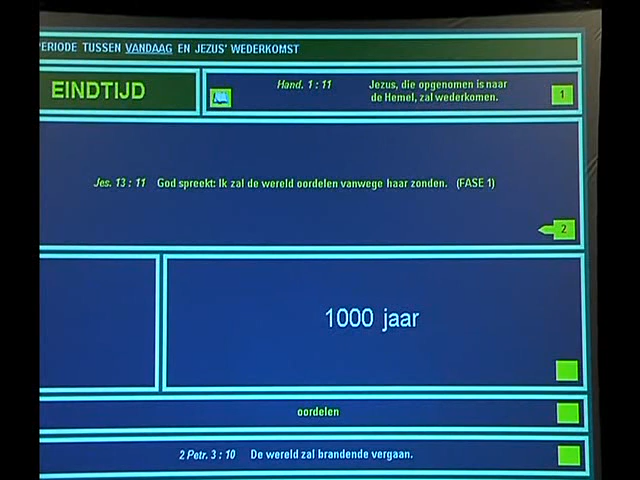 PERIODE TUSSEN VANDAAG EN JEZUS' WEDERKOMST
EINDTIJD
Hand. 1 : 11 Jezus, die opgenomen is naar
de Hemel, zal wederkomen.
1
Jes. 13 : 11 God spreekt: Ik zal de wereld oordelen vanwege haar zonden. (FASE 1)
2
1000 jaar
oordelen
2 Petr. 3 : 10 De wereld zal brandende vergaan.